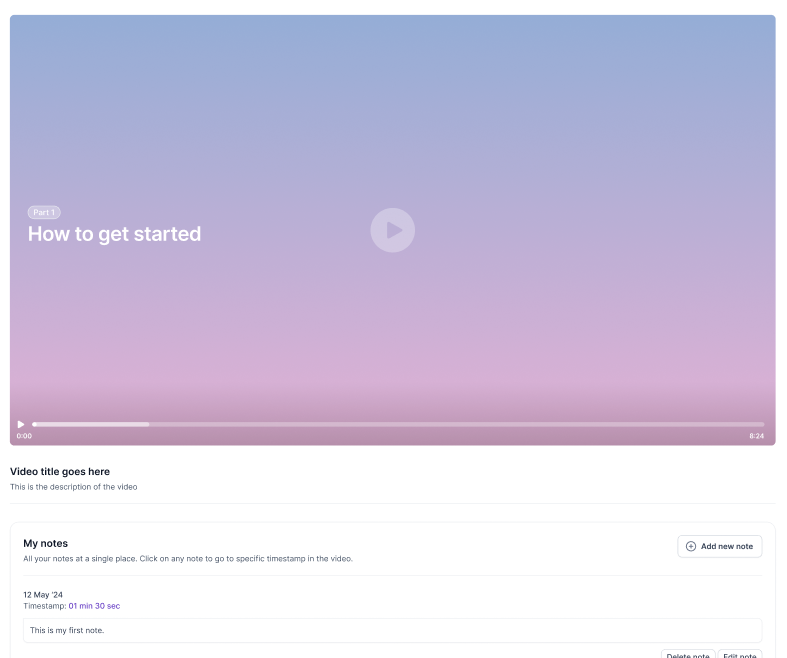 Part 1
How to get started
0:00
8:24
Video title goes here
This is the description of the video
My notes
All your notes at a single place. Click on any note to go to specific timestamp in the video.
Add new note
12 May '24
Timestamp: 01 min 30 sec
This is my first note.
Delete note
Edit note